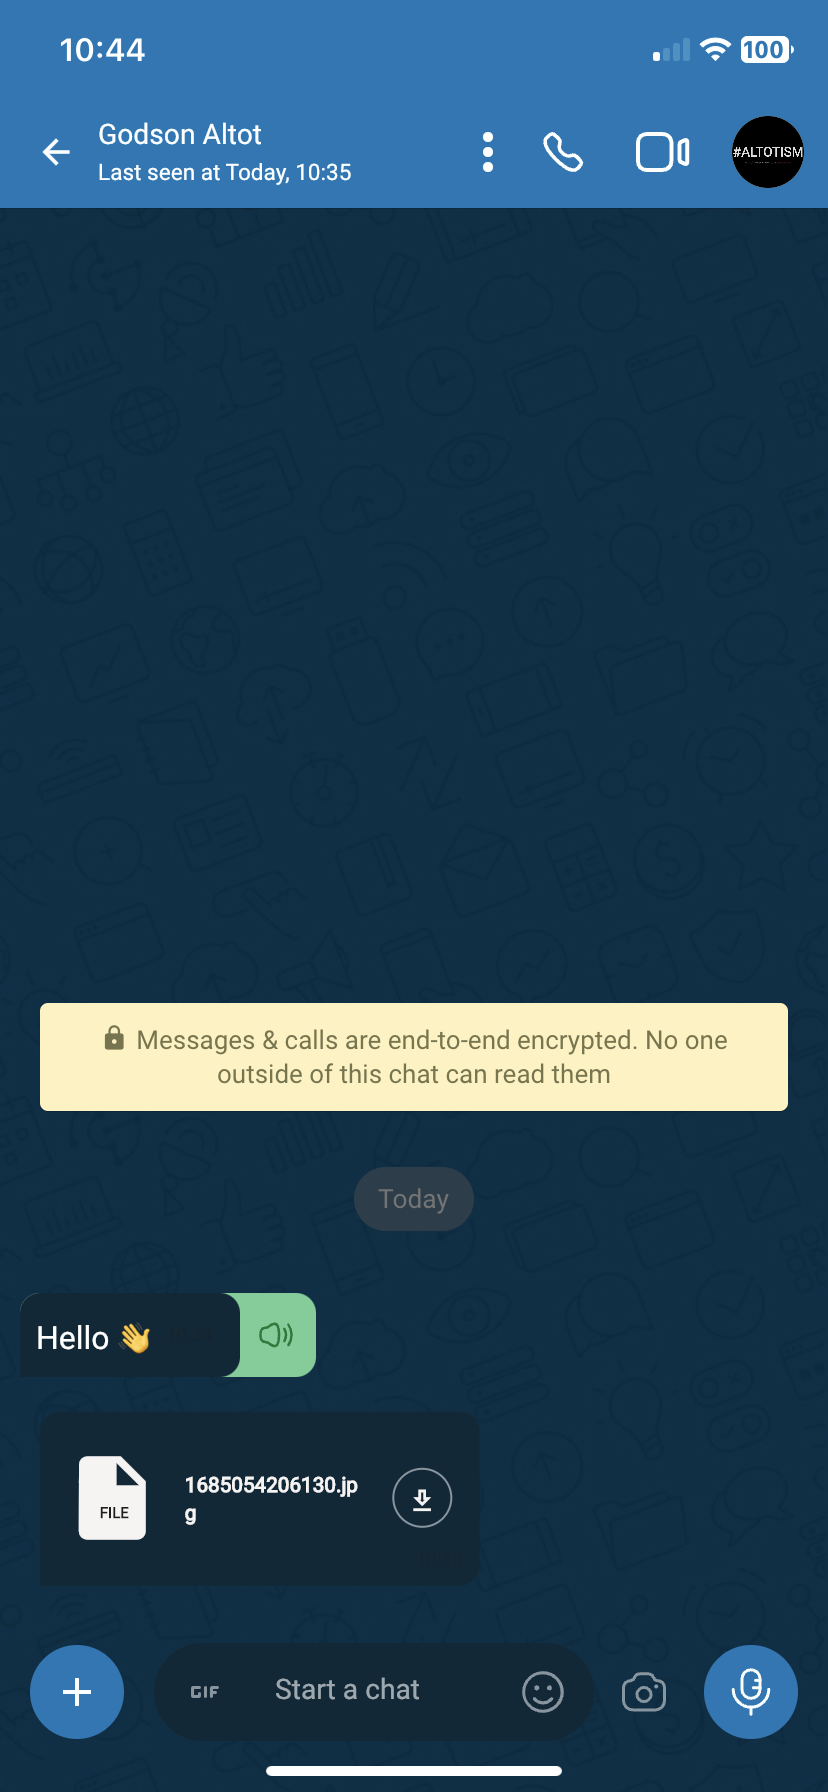 10:44
100
Godson Altot
Last seen at Today, 10:35
#ALTOTISM
Messages & calls are end-to-end encrypted. No one
outside of this chat can read them
Today
Hello 👋
1685054206130.jp
g
FILE
GIF
Start a chat